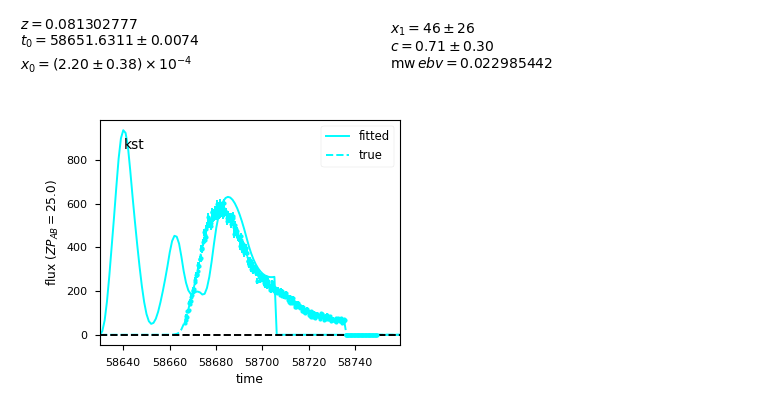 z = 0.081302777
t₀ = 58651.6311 ± 0.0074
x₀ = (2.20 ± 0.38) × 10⁻⁴
x₁ = 46 ± 26
c = 0.71 ± 0.30
mw ebv = 0.022985442
kst
fitted
true
flux (ZP_AB = 25.0)
800
600
400
200
0
58640 58660 58680 58700 58720 58740
time